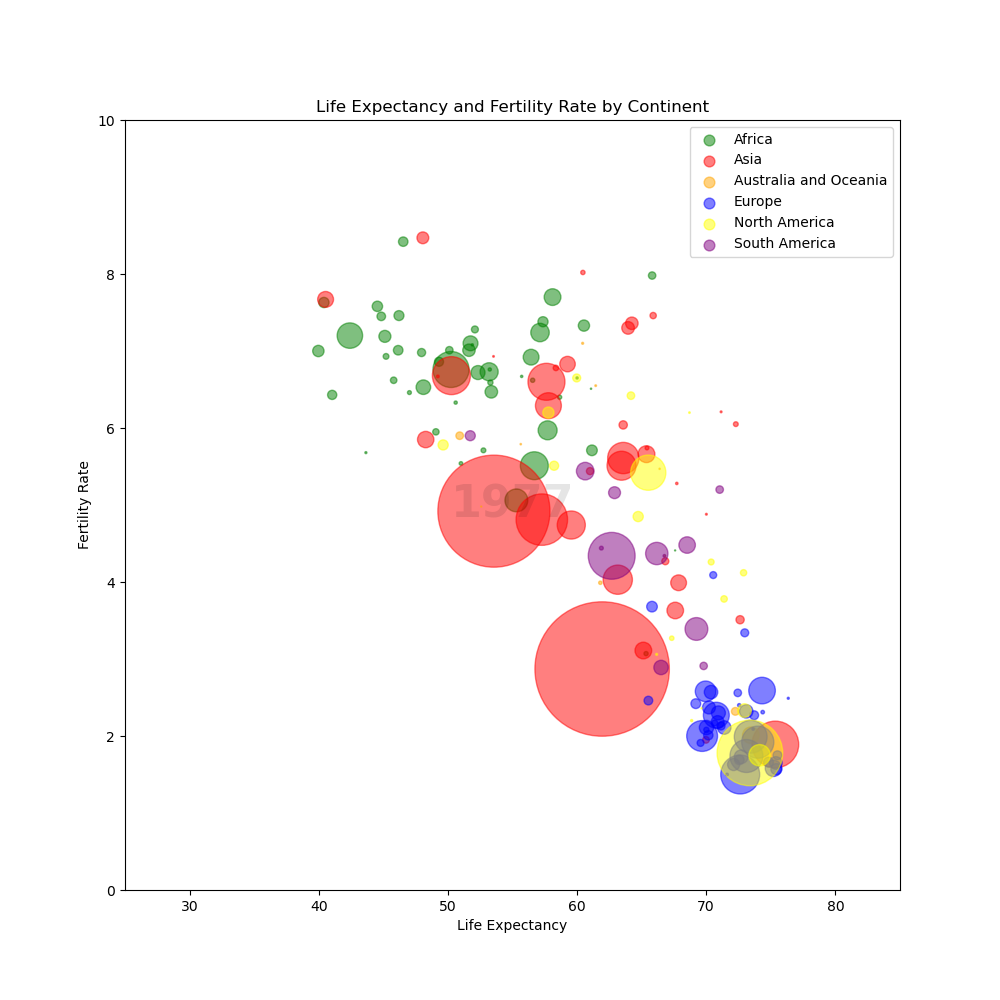 Life Expectancy and Fertility Rate by Continent
10
8
6
4
2
0
Fertility Rate
Africa
Asia
Australia and Oceania
Europe
North America
South America
1977
30 40 50 60 70 80
Life Expectancy